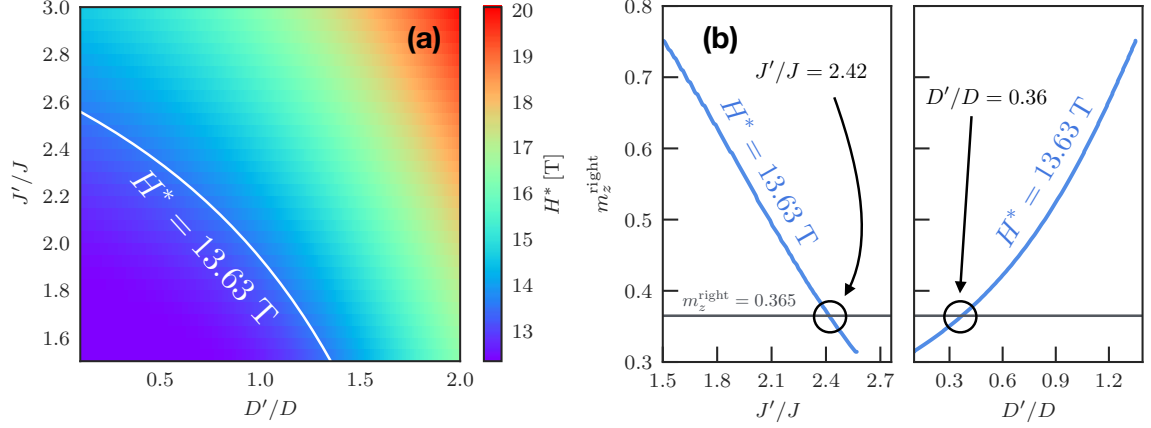 (a)
3.0
2.8
2.6
2.4
2.2
2.0
1.8
1.6
J′/J
0.5
1.0
1.5
2.0
D′/D
H* = 13.63 T
20
19
18
17
16
15
14
13
H* [T]
(b)
0.8
0.7
0.6
0.5
0.4
0.3
m_z^right
J′/J = 2.42
H* = 13.63 T
m_z^right = 0.365
1.5
1.8
2.1
2.4
2.7
J′/J
D′/D = 0.36
H* = 13.63 T
0.3
0.6
0.9
1.2
D′/D